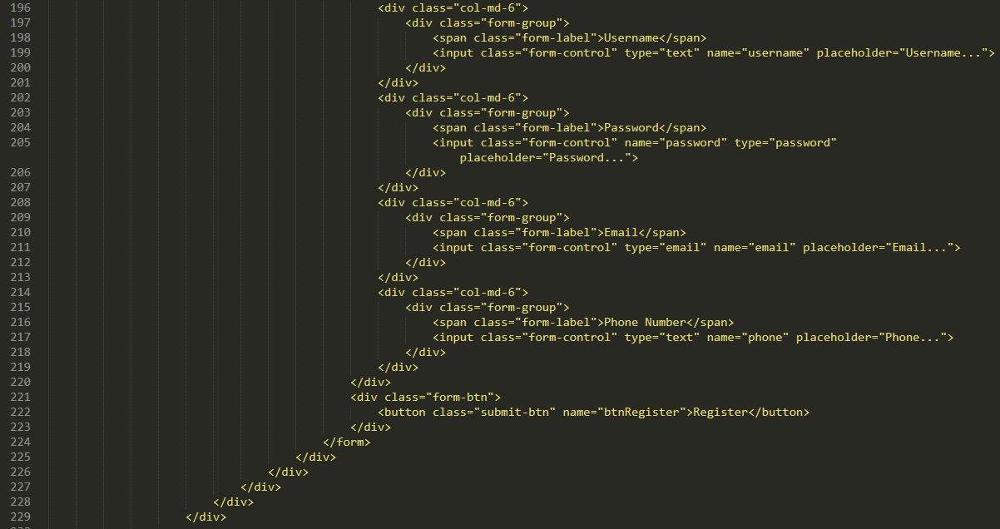 196 <div class="col-md-6">
197 <div class="form-group">
198 <span class="form-label">Username</span>
199 <input class="form-control" type="text" name="username" placeholder="Username...">
200 </div>
201 </div>
202 <div class="col-md-6">
203 <div class="form-group">
204 <span class="form-label">Password</span>
205 <input class="form-control" name="password" type="password"
placeholder="Password...">
206 </div>
207 </div>
208 <div class="col-md-6">
209 <div class="form-group">
210 <span class="form-label">Email</span>
211 <input class="form-control" type="email" name="email" placeholder="Email...">
212 </div>
213 </div>
214 <div class="col-md-6">
215 <div class="form-group">
216 <span class="form-label">Phone Number</span>
217 <input class="form-control" type="text" name="phone" placeholder="Phone...">
218 </div>
219 </div>
220 </div>
221 <div class="form-btn">
222 <button class="submit-btn" name="btnRegister">Register</button>
223 </div>
224 </form>
225 </div>
226 </div>
227 </div>
228 </div>
229 </div>